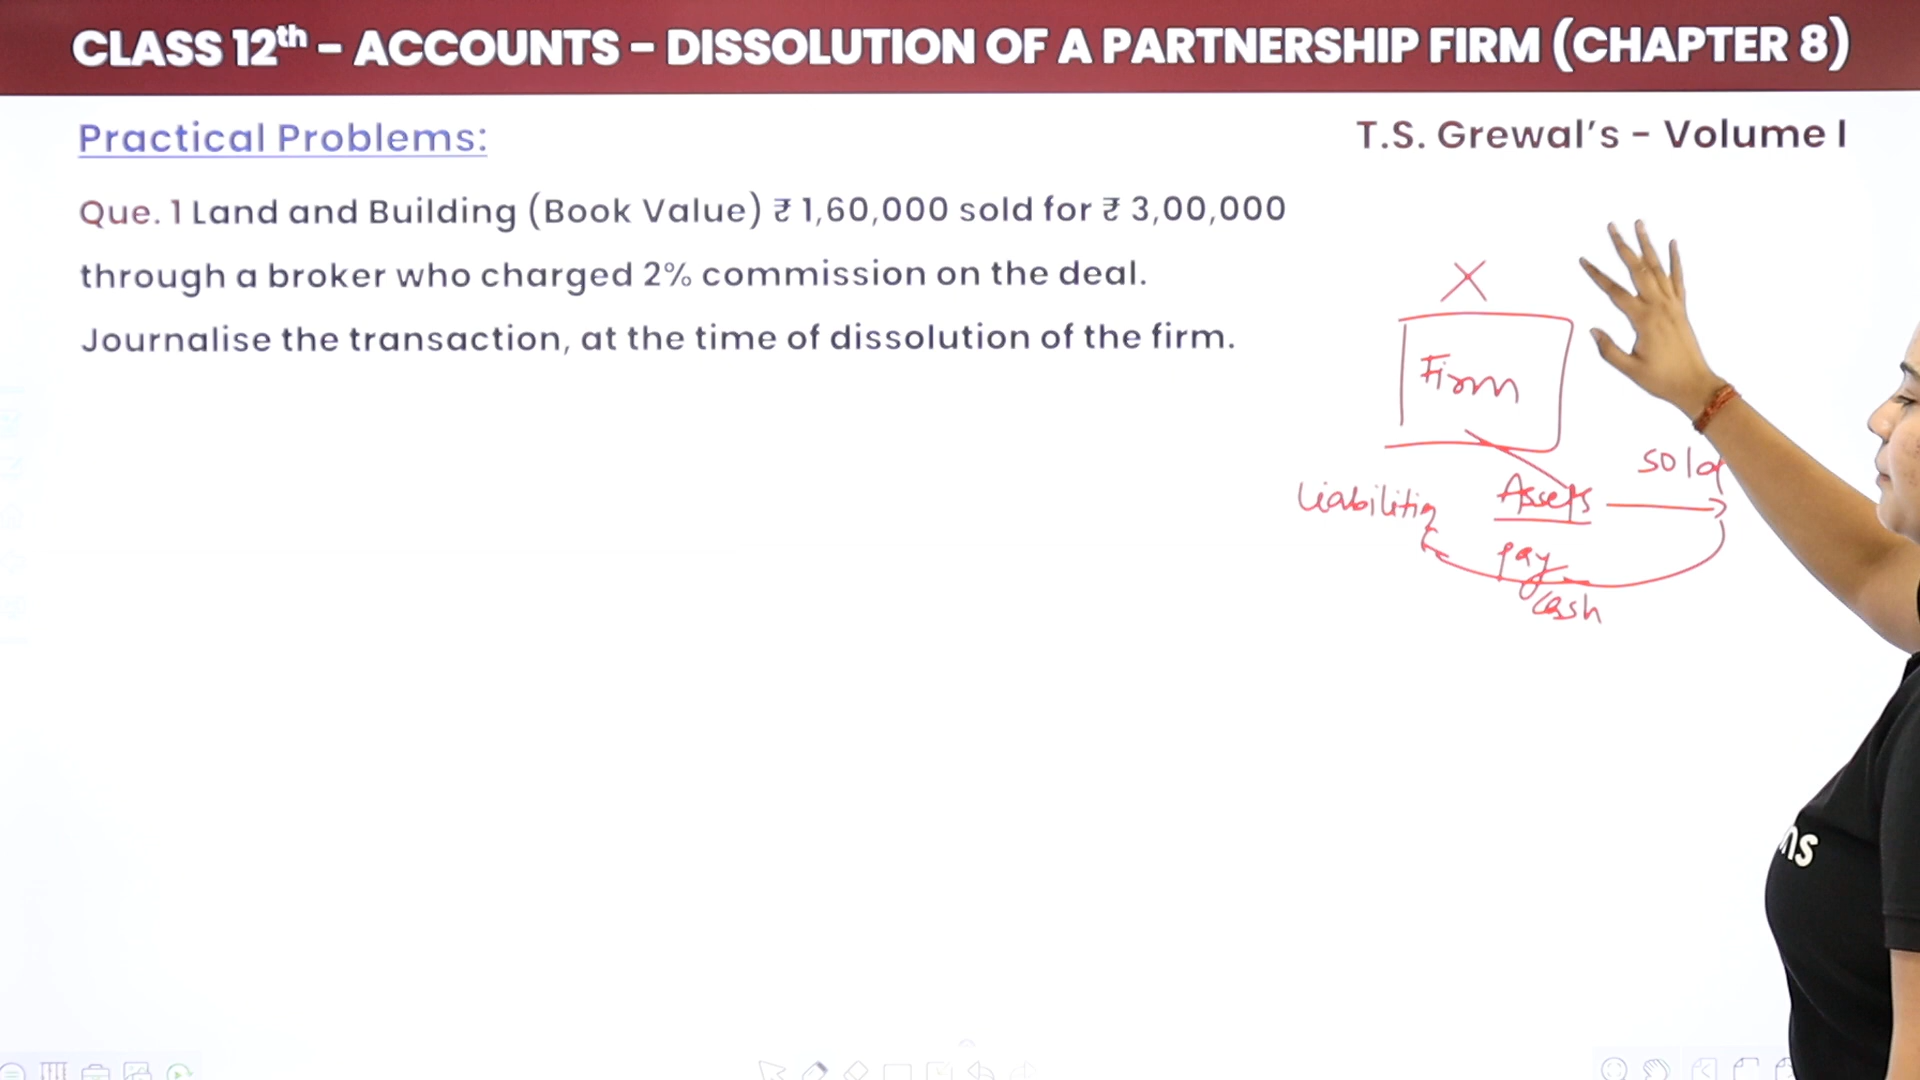 CLASS 12th – ACCOUNTS – DISSOLUTION OF A PARTNERSHIP FIRM (CHAPTER 8)
Practical Problems:
T.S. Grewal's - Volume I
Que. 1 Land and Building (Book Value) ₹ 1,60,000 sold for ₹ 3,00,000
through a broker who charged 2% commission on the deal.
Journalise the transaction, at the time of dissolution of the firm.
X
Firm
sold
Liabilities Assets
pay
cash